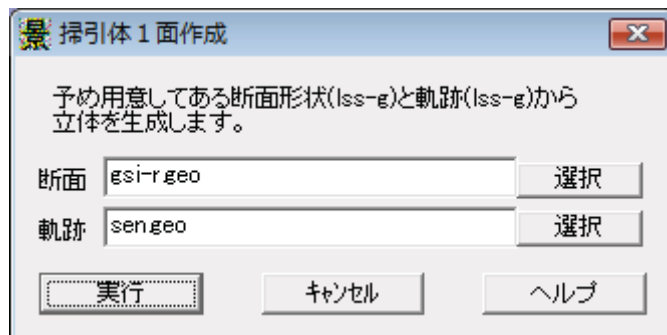 景 掃引体1面作成
予め用意してある断面形状(lss-g)と軌跡(lss-g)から
立体を生成します。
断面 gsi-r.geo 選択
軌跡 sen.geo 選択
実行 キャンセル ヘルプ